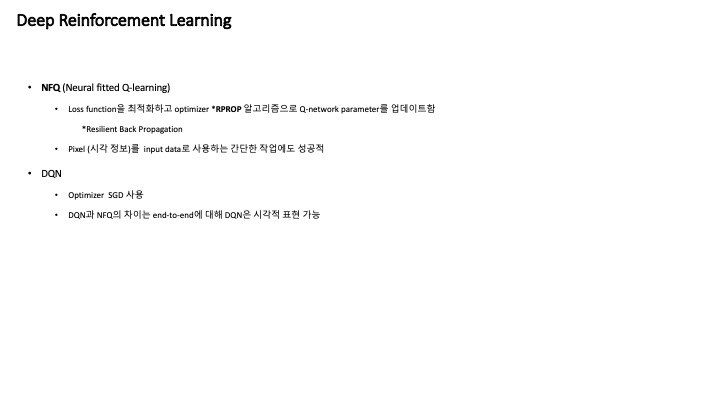 Deep Reinforcement Learning
• NFQ (Neural fitted Q-learning)
• Loss function을 최적화하고 optimizer *RPROP 알고리즘으로 Q-network parameter를 업데이트함
*Resilient Back Propagation
• Pixel (시각 정보)를 input data로 사용하는 간단한 작업에도 성공적
• DQN
• Optimizer SGD 사용
• DQN과 NFQ의 차이는 end-to-end에 대해 DQN은 시각적 표현 가능